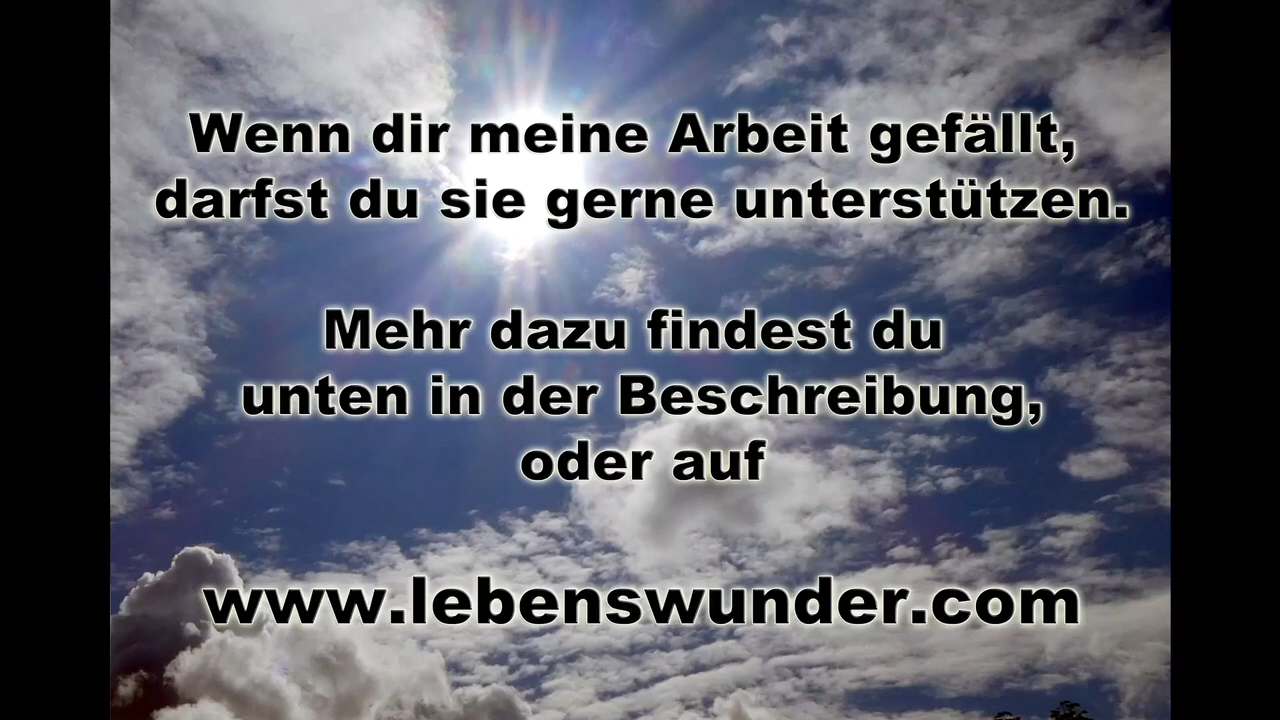 Wenn dir meine Arbeit gefällt,
darfst du sie gerne unterstützen.
Mehr dazu findest du
unten in der Beschreibung,
oder auf
www.lebenswunder.com